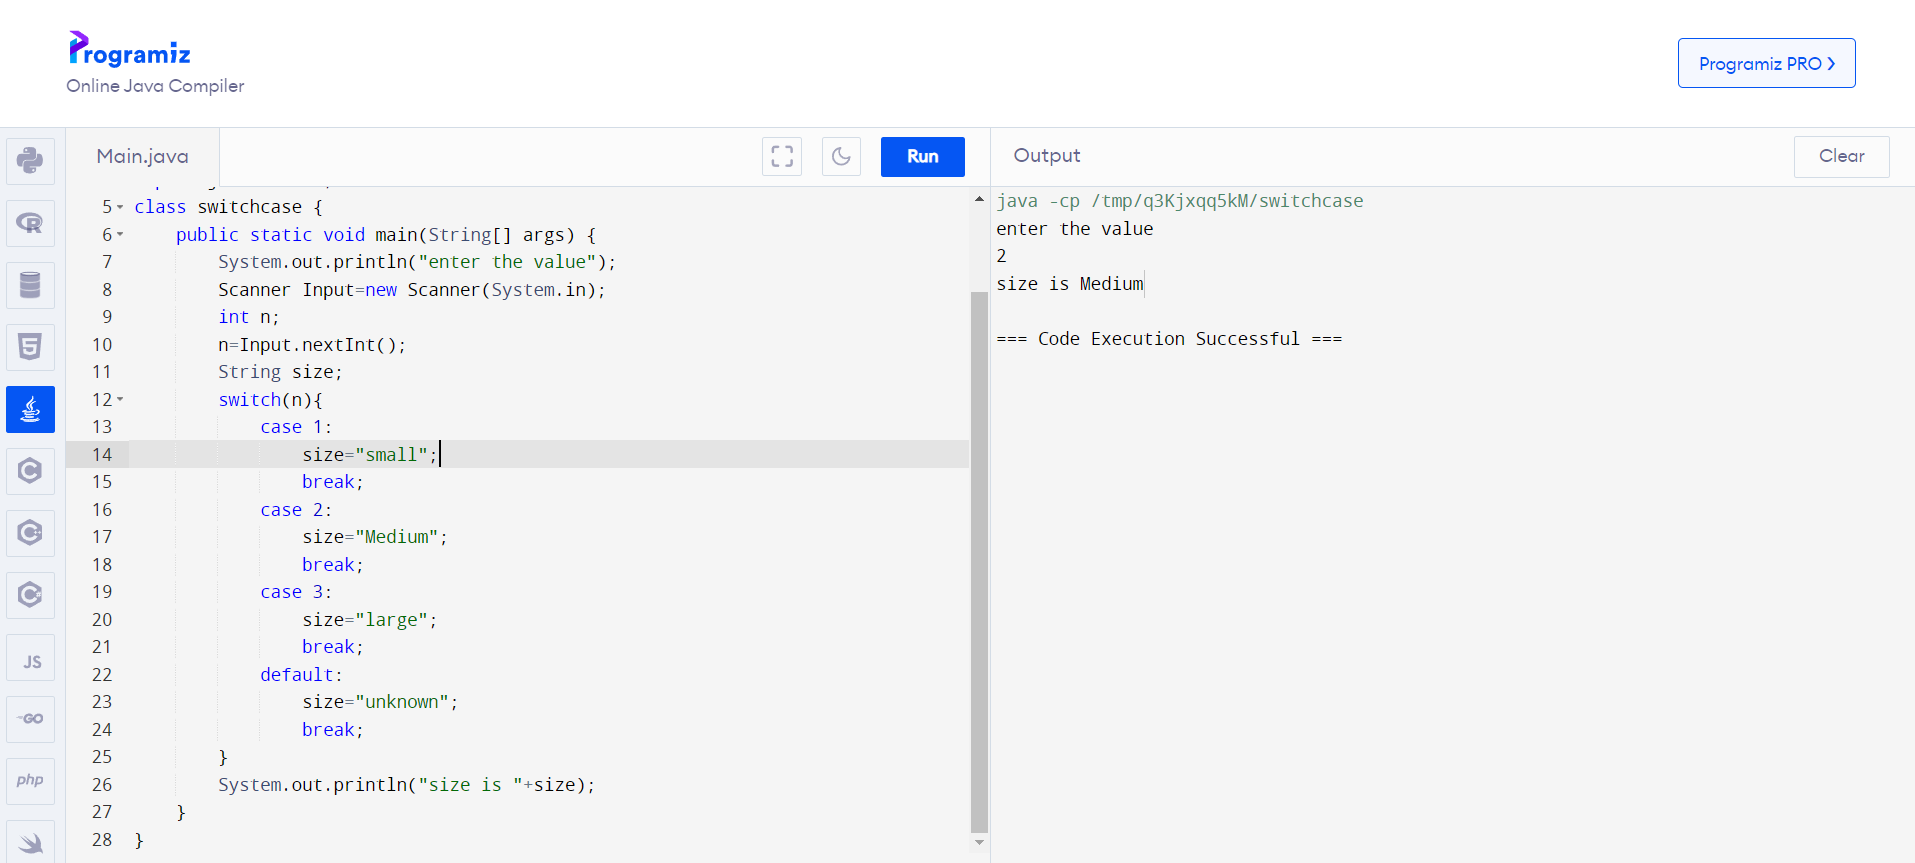 Programiz
Online Java Compiler
Programiz PRO >
Main.java
Run
Output
Clear
5 class switchcase {
6 public static void main(String[] args) {
7 System.out.println("enter the value");
8 Scanner Input=new Scanner(System.in);
9 int n;
10 n=Input.nextInt();
11 String size;
12 switch(n){
13 case 1:
14 size="small";
15 break;
16 case 2:
17 size="Medium";
18 break;
19 case 3:
20 size="large";
21 break;
22 default:
23 size="unknown";
24 break;
25 }
26 System.out.println("size is "+size);
27 }
28 }
java -cp /tmp/q3Kjxqq5kM/switchcase
enter the value
2
size is Medium
=== Code Execution Successful ===
R
5
C
C
C
JS
GO
php